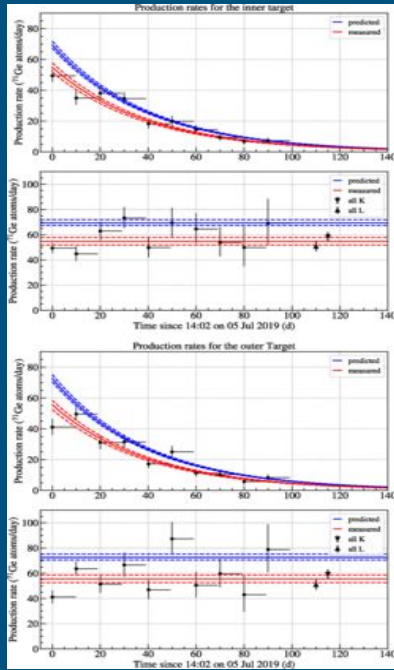 Production rates for the inner target
Production rate (⁷¹Ge atoms/day)
80
60
40
20
0
predicted
measured
Production rate (⁷¹Ge atoms/day)
100
80
60
40
20
0
predicted
measured
all K
all L
0 20 40 60 80 100 120 140
Time since 14:02 on 05 Jul 2019 (d)
Production rates for the outer Target
Production rate (⁷¹Ge atoms/day)
80
60
40
20
0
predicted
measured
Production rate (⁷¹Ge atoms/day)
100
80
60
40
20
0
predicted
measured
all K
all L
0 20 40 60 80 100 120 140
Time since 14:02 on 05 Jul 2019 (d)